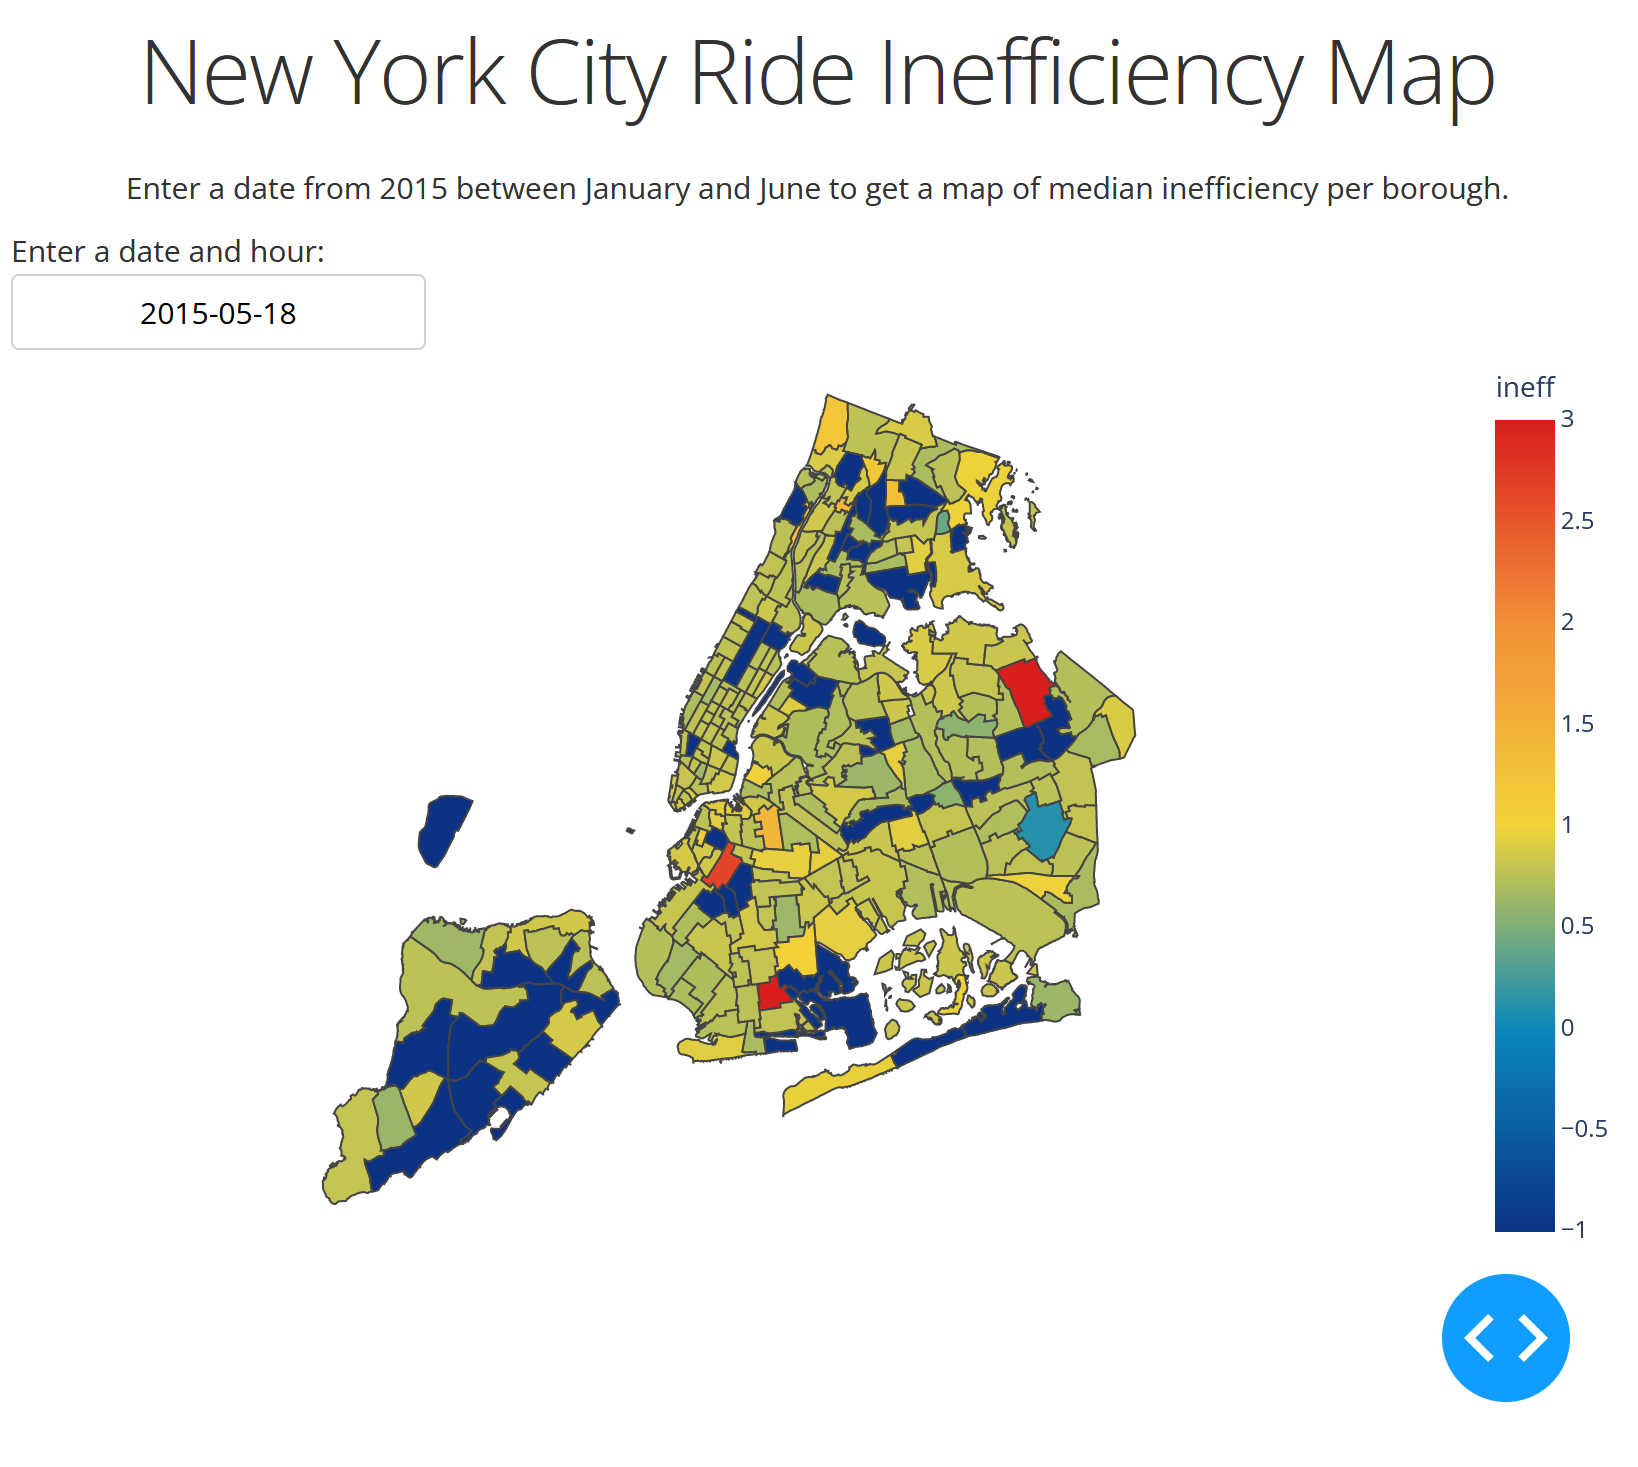 New York City Ride Inefficiency Map
Enter a date from 2015 between January and June to get a map of median inefficiency per borough.
Enter a date and hour:
2015-05-18
ineff
3
2.5
2
1.5
1
0.5
0
−0.5
−1